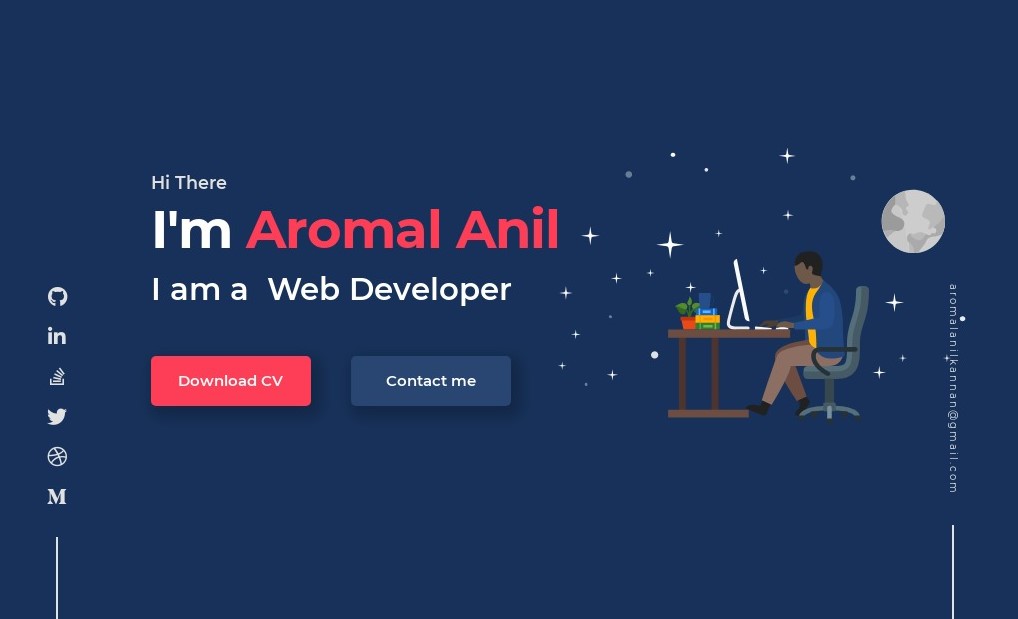 Hi There
I'm Aromal Anil
I am a Web Developer
Download CV
Contact me
aromalanilkannan@gmail.com